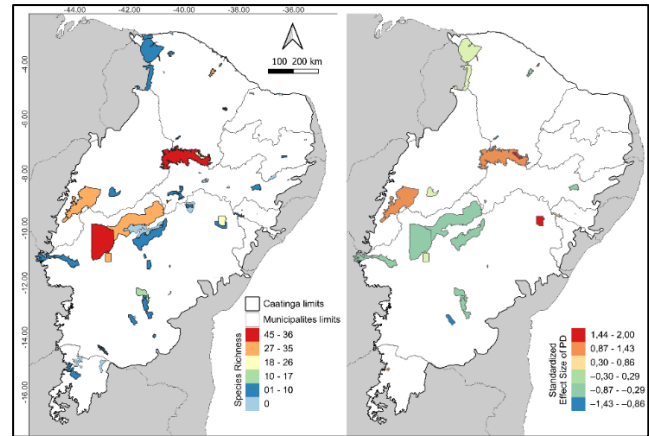 -44.00 -42.00 -40.00 -38.00 -36.00
-4.00
-6.00
-8.00
-10.00
-12.00
-14.00
-16.00
100 200 km
Caatinga limits
Municipalites limits
Species Richness
45 - 36
27 - 35
18 - 26
10 - 17
01 - 10
0
Standardized
Effect Size of PD
1,44 - 2,00
0,87 - 1,43
0,30 - 0,86
-0,30 - 0,29
-0,87 - -0,29
-1,43 - -0,86